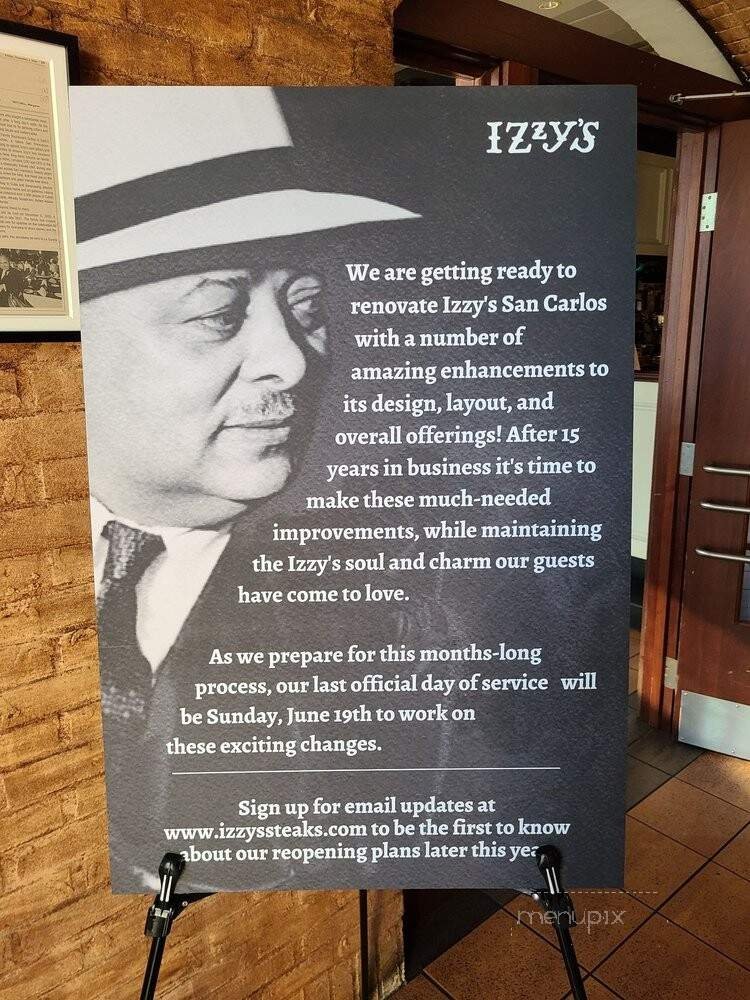 IZZY'S
We are getting ready to
renovate Izzy's San Carlos
with a number of
amazing enhancements to
its design, layout, and
overall offerings! After 15
years in business it's time to
make these much-needed
improvements, while maintaining
the Izzy's soul and charm our guests
have come to love.
As we prepare for this months-long
process, our last official day of service will
be Sunday, June 19th to work on
these exciting changes.
Sign up for email updates at
www.izzyssteaks.com to be the first to know
about our reopening plans later this year
menupix